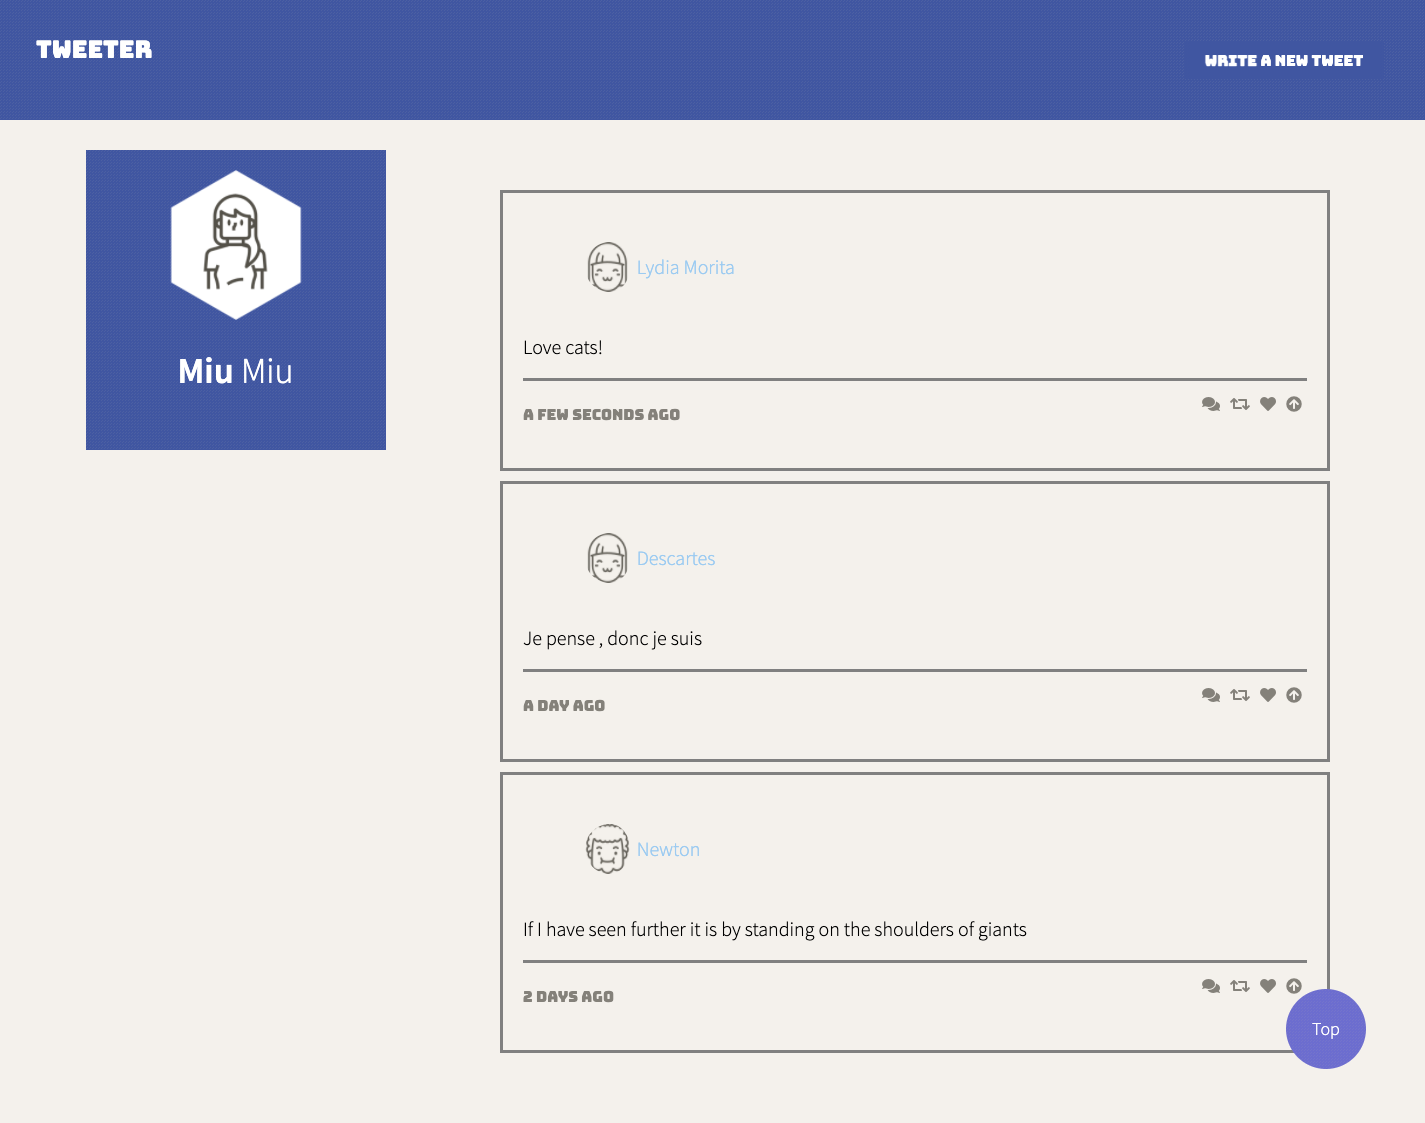 TWEETER
WRITE A NEW TWEET
Miu Miu
Lydia Morita
Love cats!
A FEW SECONDS AGO
Descartes
Je pense , donc je suis
A DAY AGO
Newton
If I have seen further it is by standing on the shoulders of giants
2 DAYS AGO
Top